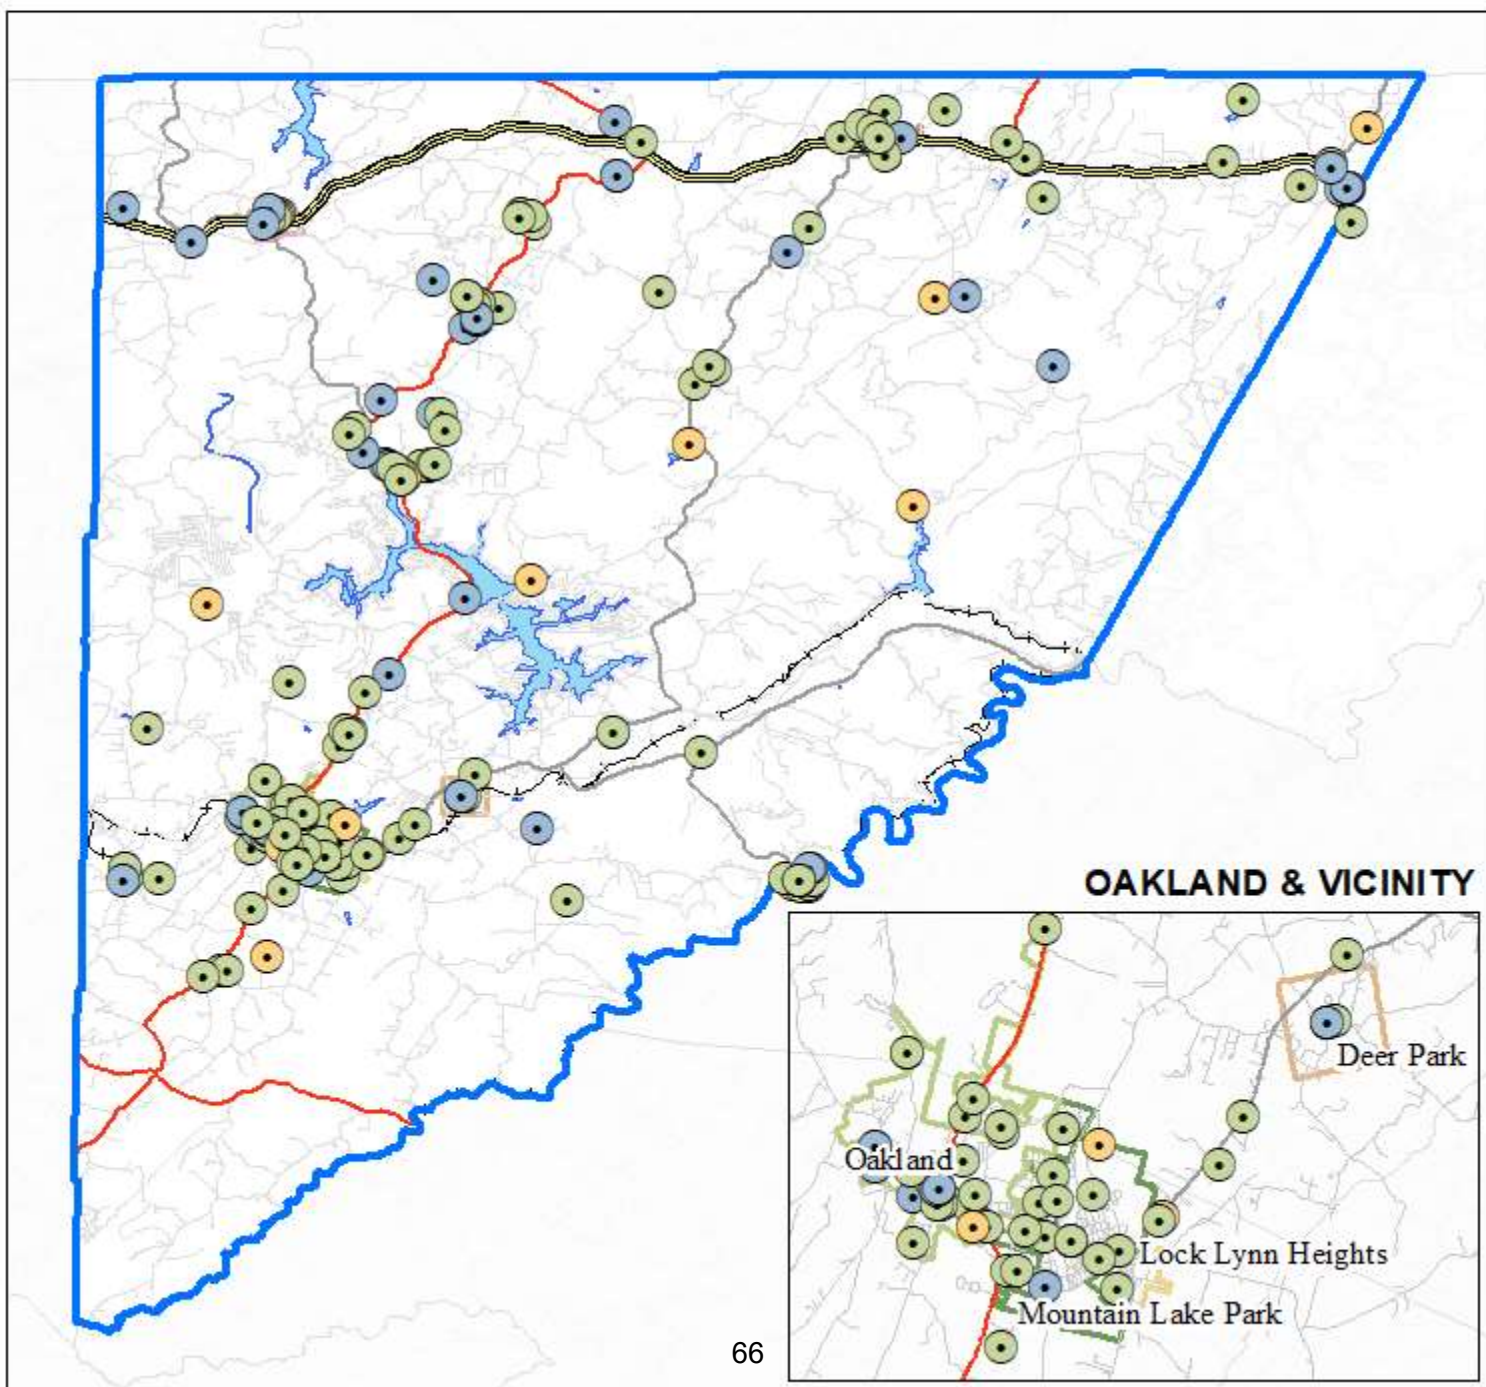 OAKLAND & VICINITY
Deer Park
Oakland
Lock Lynn Heights
Mountain Lake Park
66